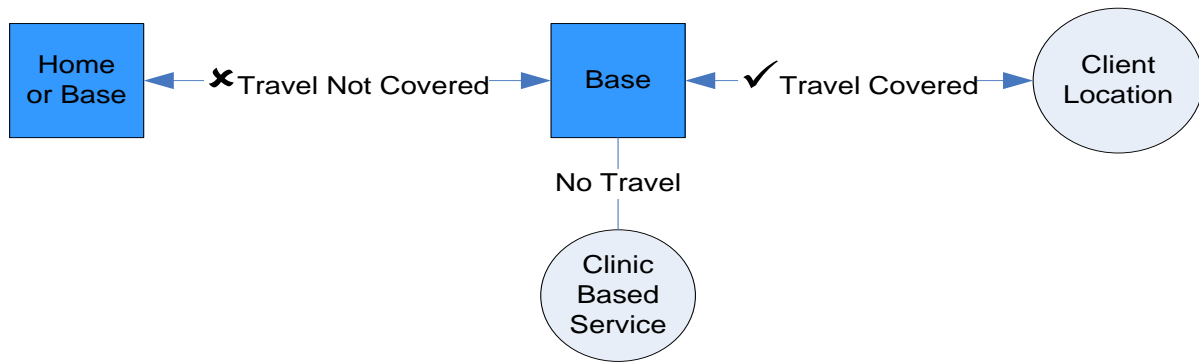 Home
or Base
✘Travel Not Covered
Base
✓ Travel Covered
Client
Location
No Travel
Clinic
Based
Service